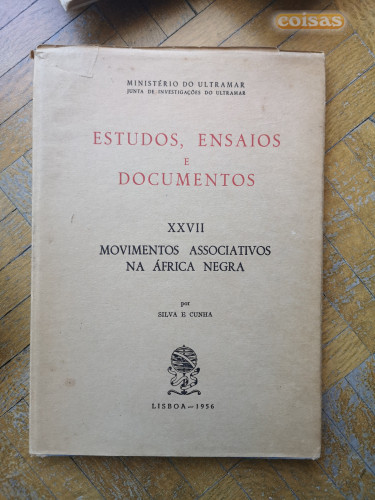 coisas
MINISTÉRIO DO ULTRAMAR
JUNTA DE INVESTIGAÇÕES DO ULTRAMAR
ESTUDOS, ENSAIOS
E
DOCUMENTOS
XXVII
MOVIMENTOS ASSOCIATIVOS
NA ÁFRICA NEGRA
por
SILVA E CUNHA
LISBOA — 1956